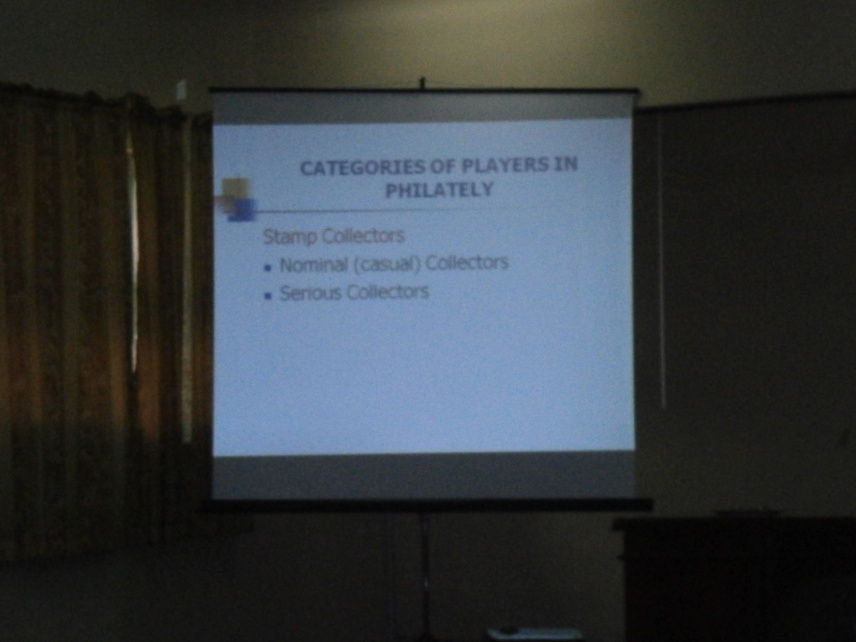 CATEGORIES OF PLAYERS IN
PHILATELY
Stamp Collectors
▪ Nominal (casual) Collectors
▪ Serious Collectors